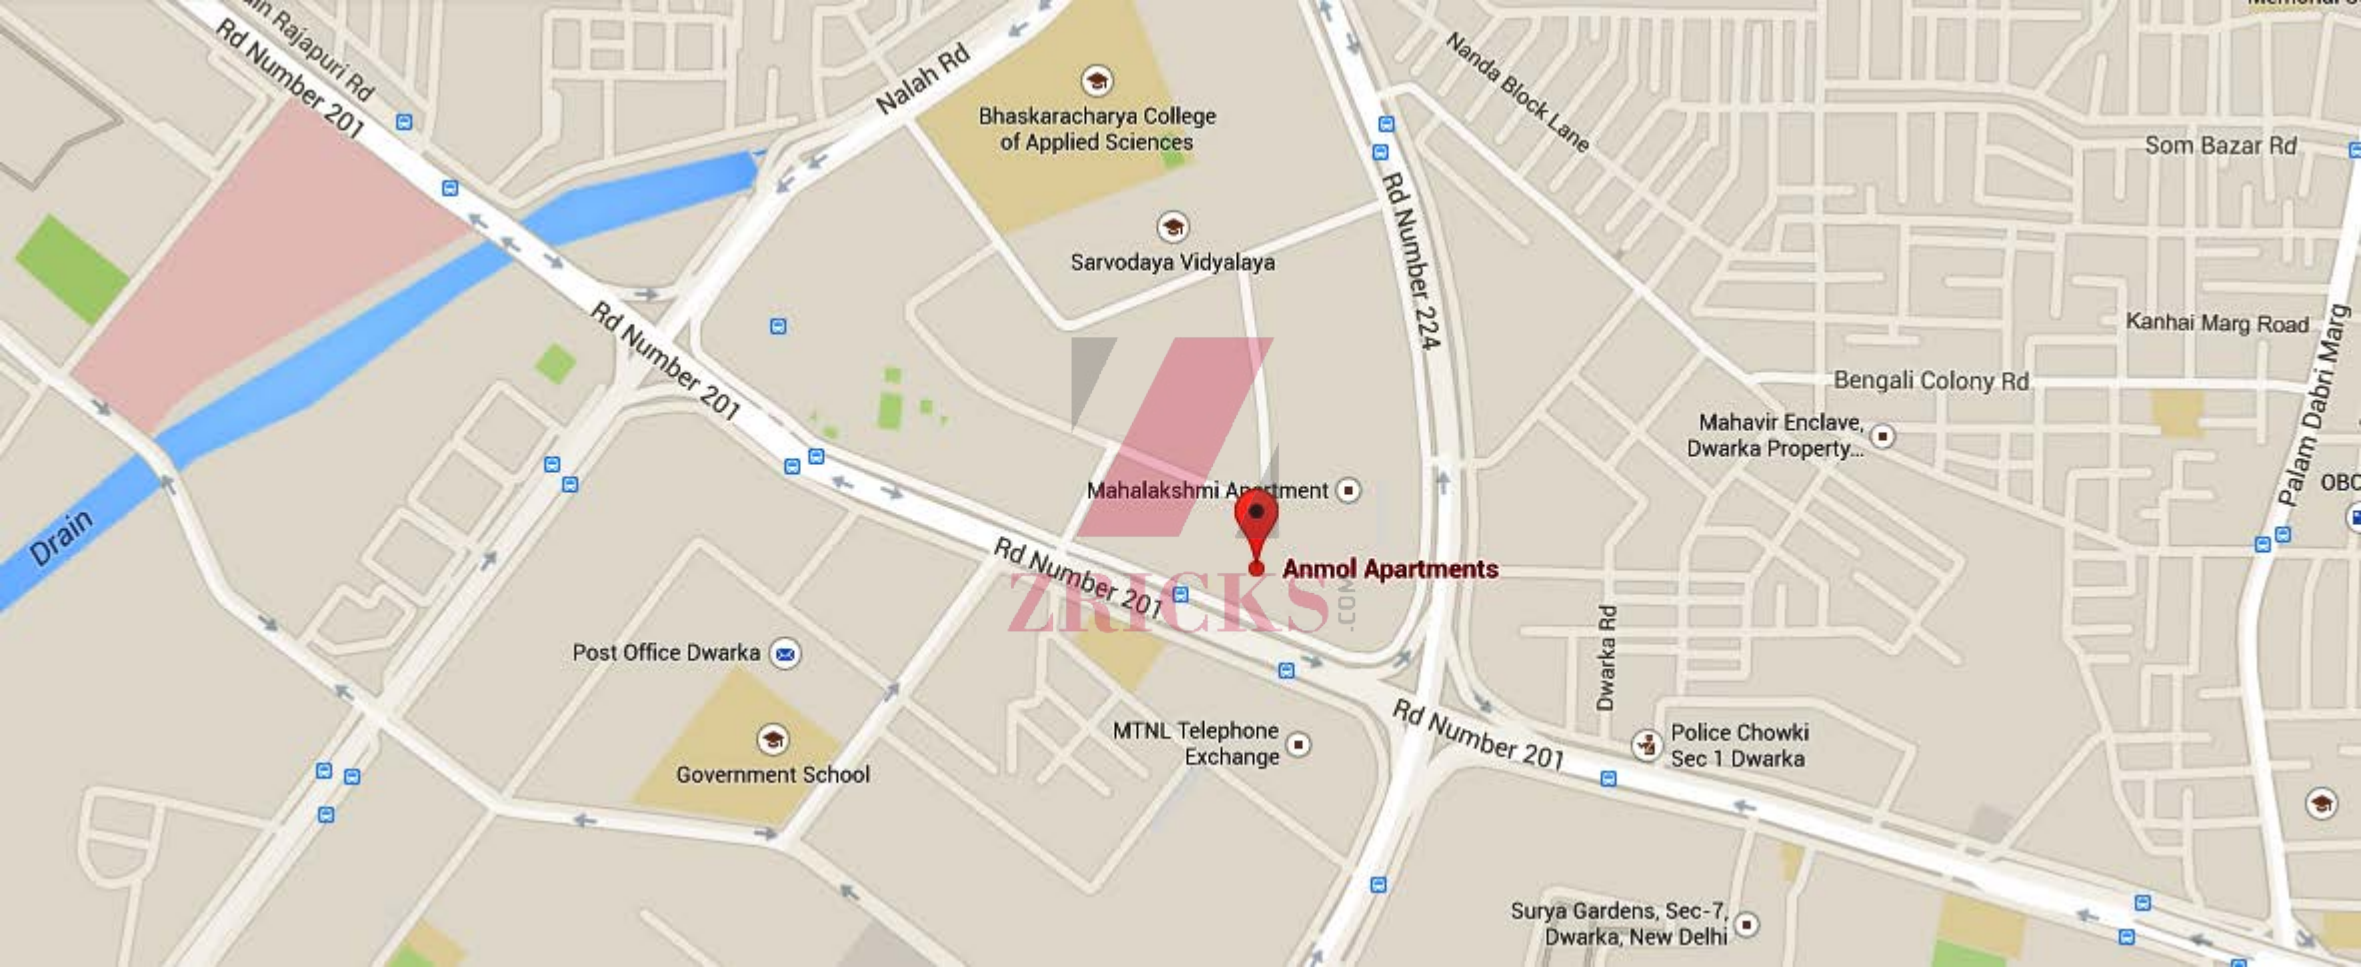 Rajapuri Rd
Rd Number 201
Nalah Rd
Bhaskaracharya College
of Applied Sciences
Nanda Block Lane
Som Bazar Rd
Rd Number 224
Sarvodaya Vidyalaya
Rd Number 201
Kanhai Marg Road
Palam Dabri Marg
Bengali Colony Rd
Mahavir Enclave,
Dwarka Property...
Mahalakshmi Apartment
OBC
Drain
Anmol Apartments
Rd Number 201
ZRICKS
.COM
Dwarka Rd
Post Office Dwarka
Government School
MTNL Telephone
Exchange
Rd Number 201
Police Chowki
Sec 1 Dwarka
Surya Gardens, Sec-7,
Dwarka, New Delhi